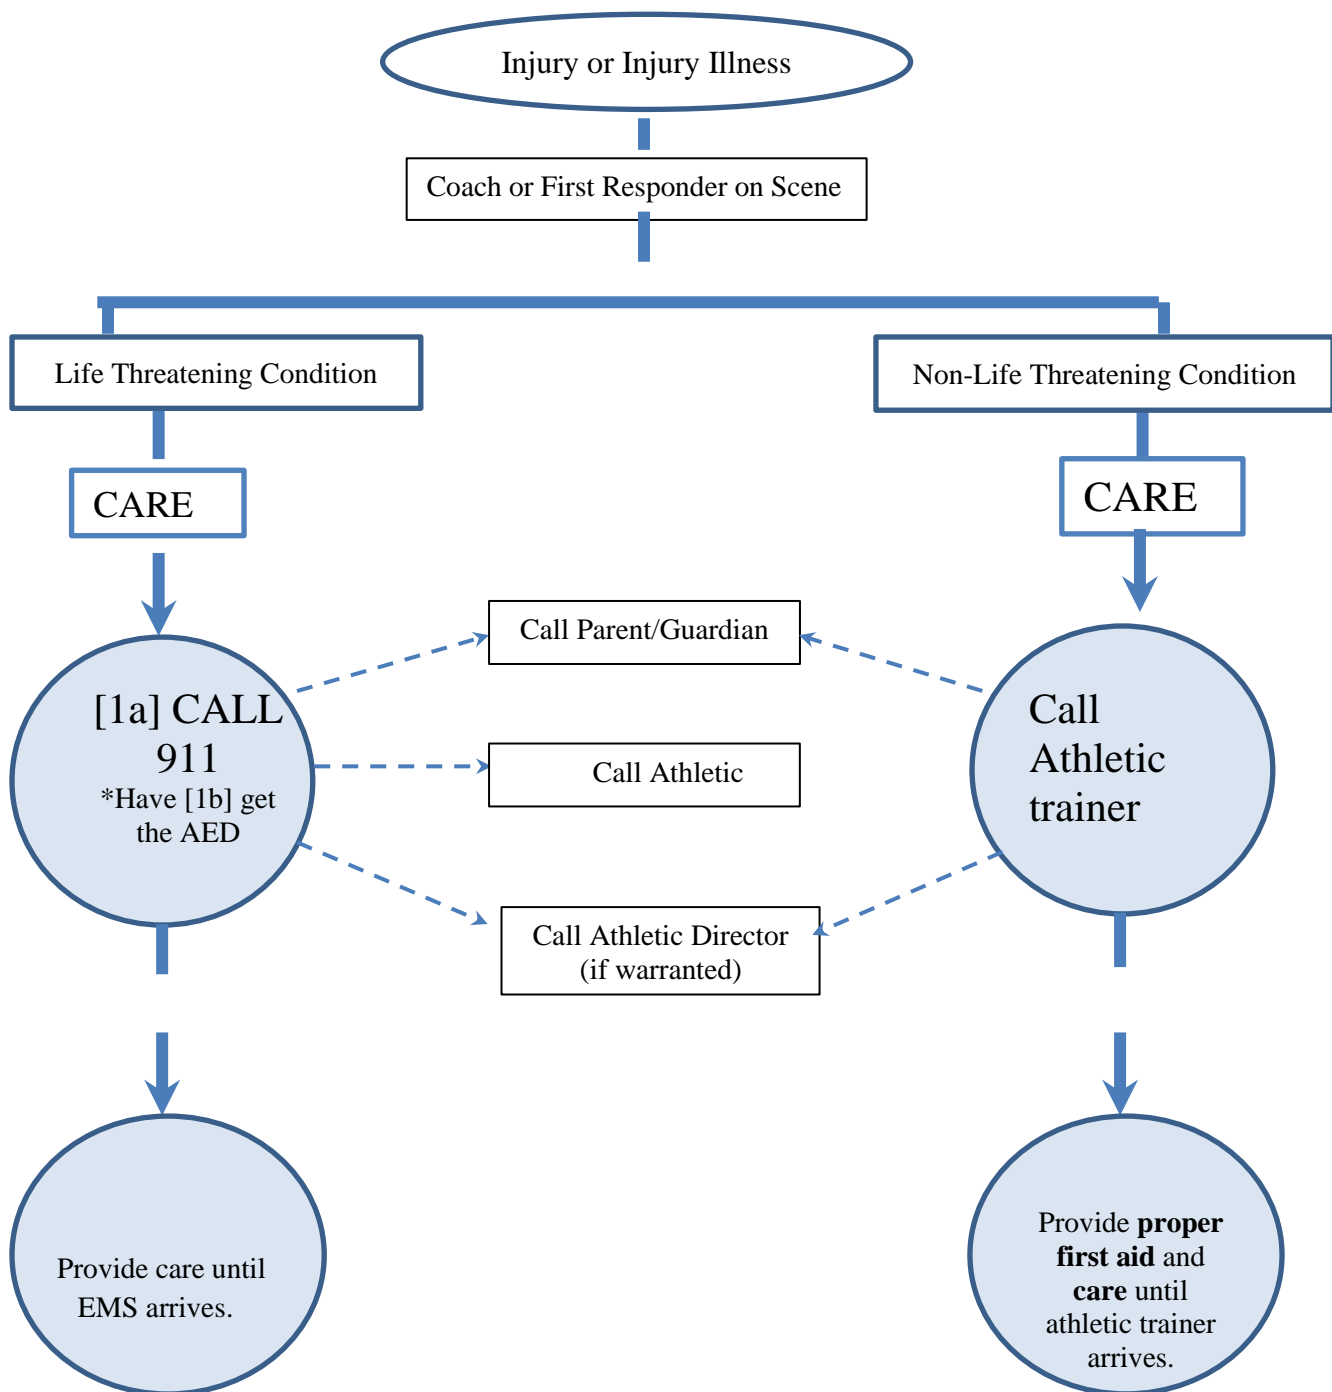 Injury or Injury Illness
Coach or First Responder on Scene
Life Threatening Condition
Non-Life Threatening Condition
CARE
CARE
Call Parent/Guardian
[1a] CALL
911
*Have [1b] get
the AED
Call Athletic
Call
Athletic
trainer
Call Athletic Director
(if warranted)
Provide care until
EMS arrives.
Provide proper
first aid and
care until
athletic trainer
arrives.